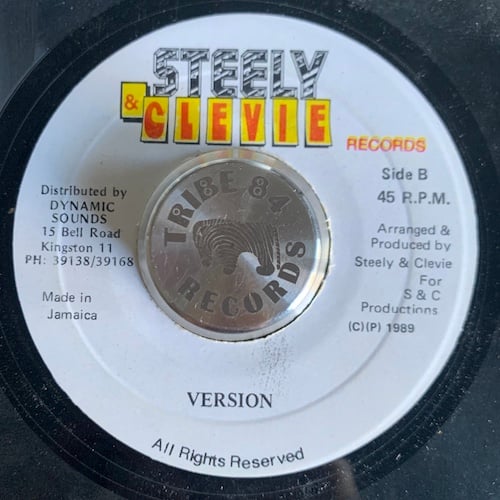 STEELY
& CLEVIE
RECORDS
Side B
45 R.P.M.
Distributed by
DYNAMIC
SOUNDS
15 Bell Road
Kingston 11
PH: 39138/39168
Made in
Jamaica
TRIBE 84
RECORDS
Arranged &
Produced by
Steely & Clevie
For
S & C
Productions
(C)(P) 1989
VERSION
All Rights Reserved